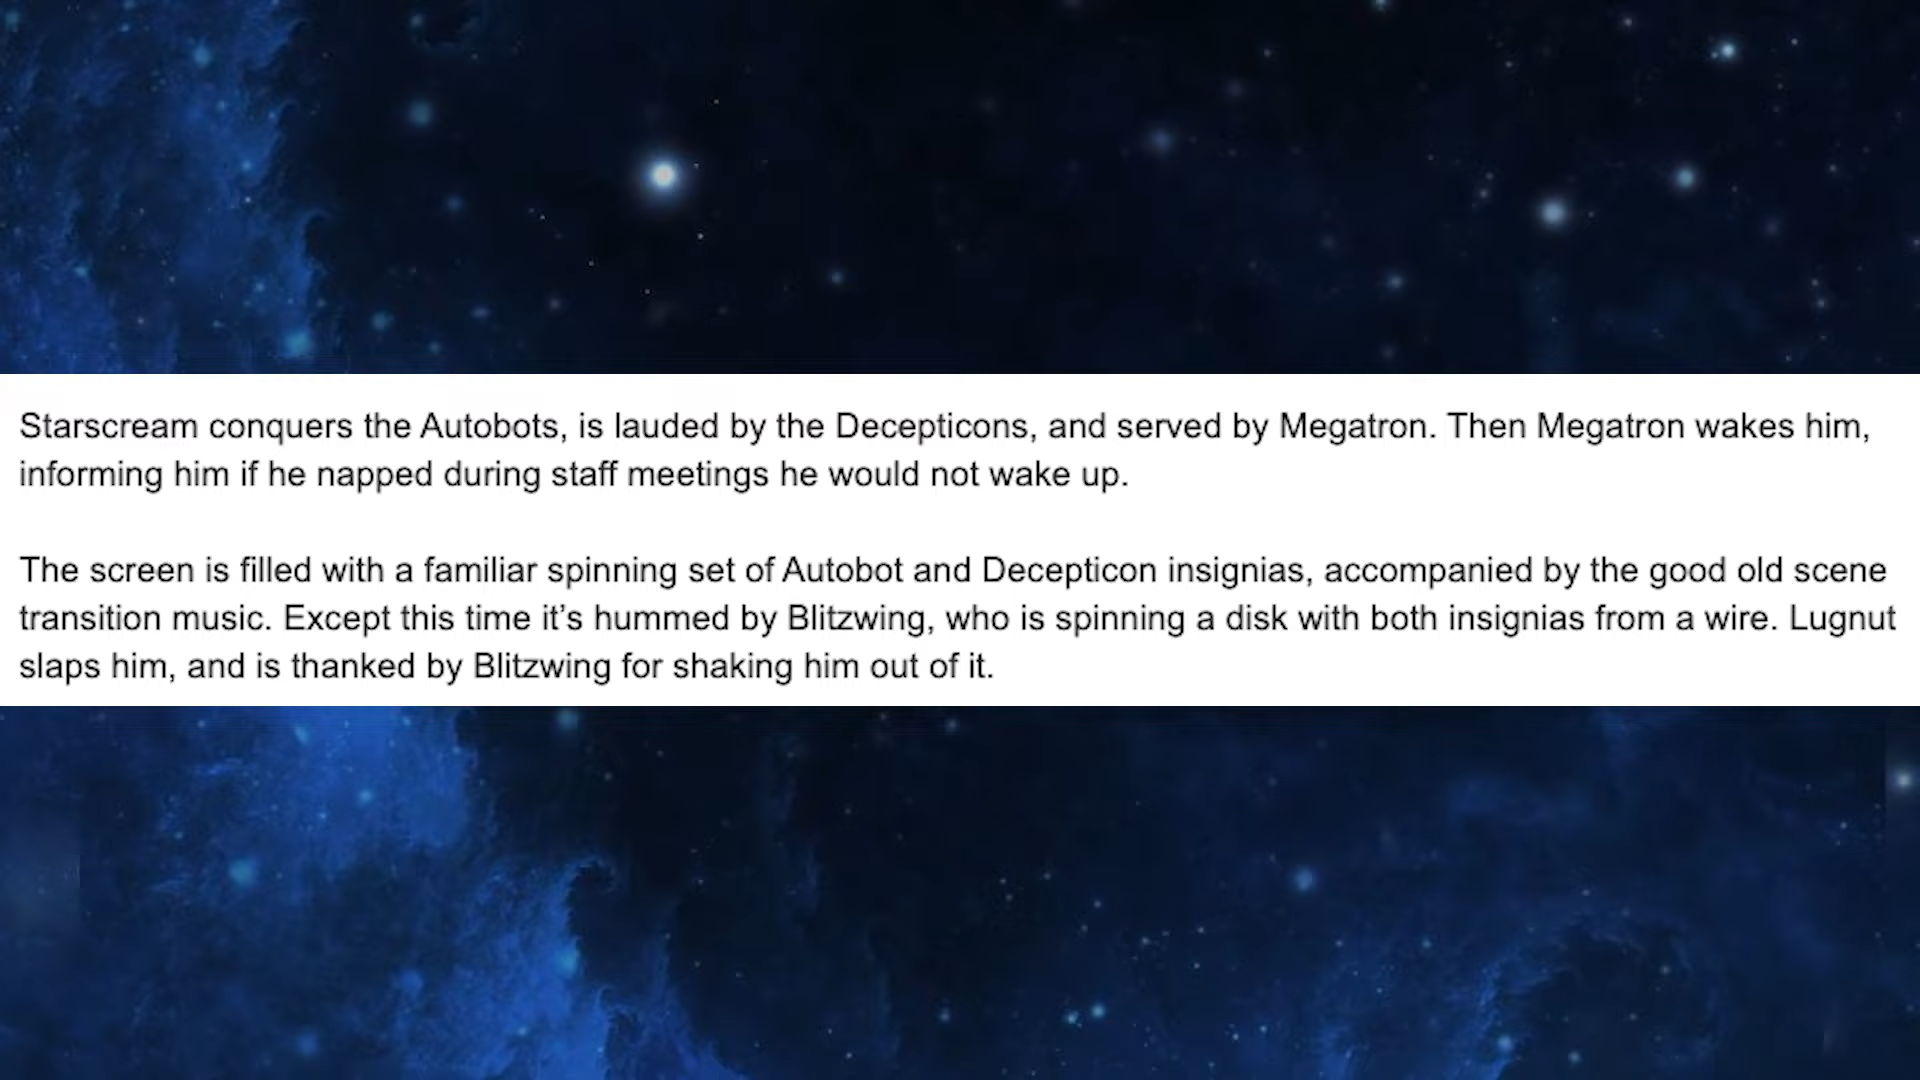 Starscream conquers the Autobots, is lauded by the Decepticons, and served by Megatron. Then Megatron wakes him,
informing him if he napped during staff meetings he would not wake up.
The screen is filled with a familiar spinning set of Autobot and Decepticon insignias, accompanied by the good old scene
transition music. Except this time it’s hummed by Blitzwing, who is spinning a disk with both insignias from a wire. Lugnut
slaps him, and is thanked by Blitzwing for shaking him out of it.